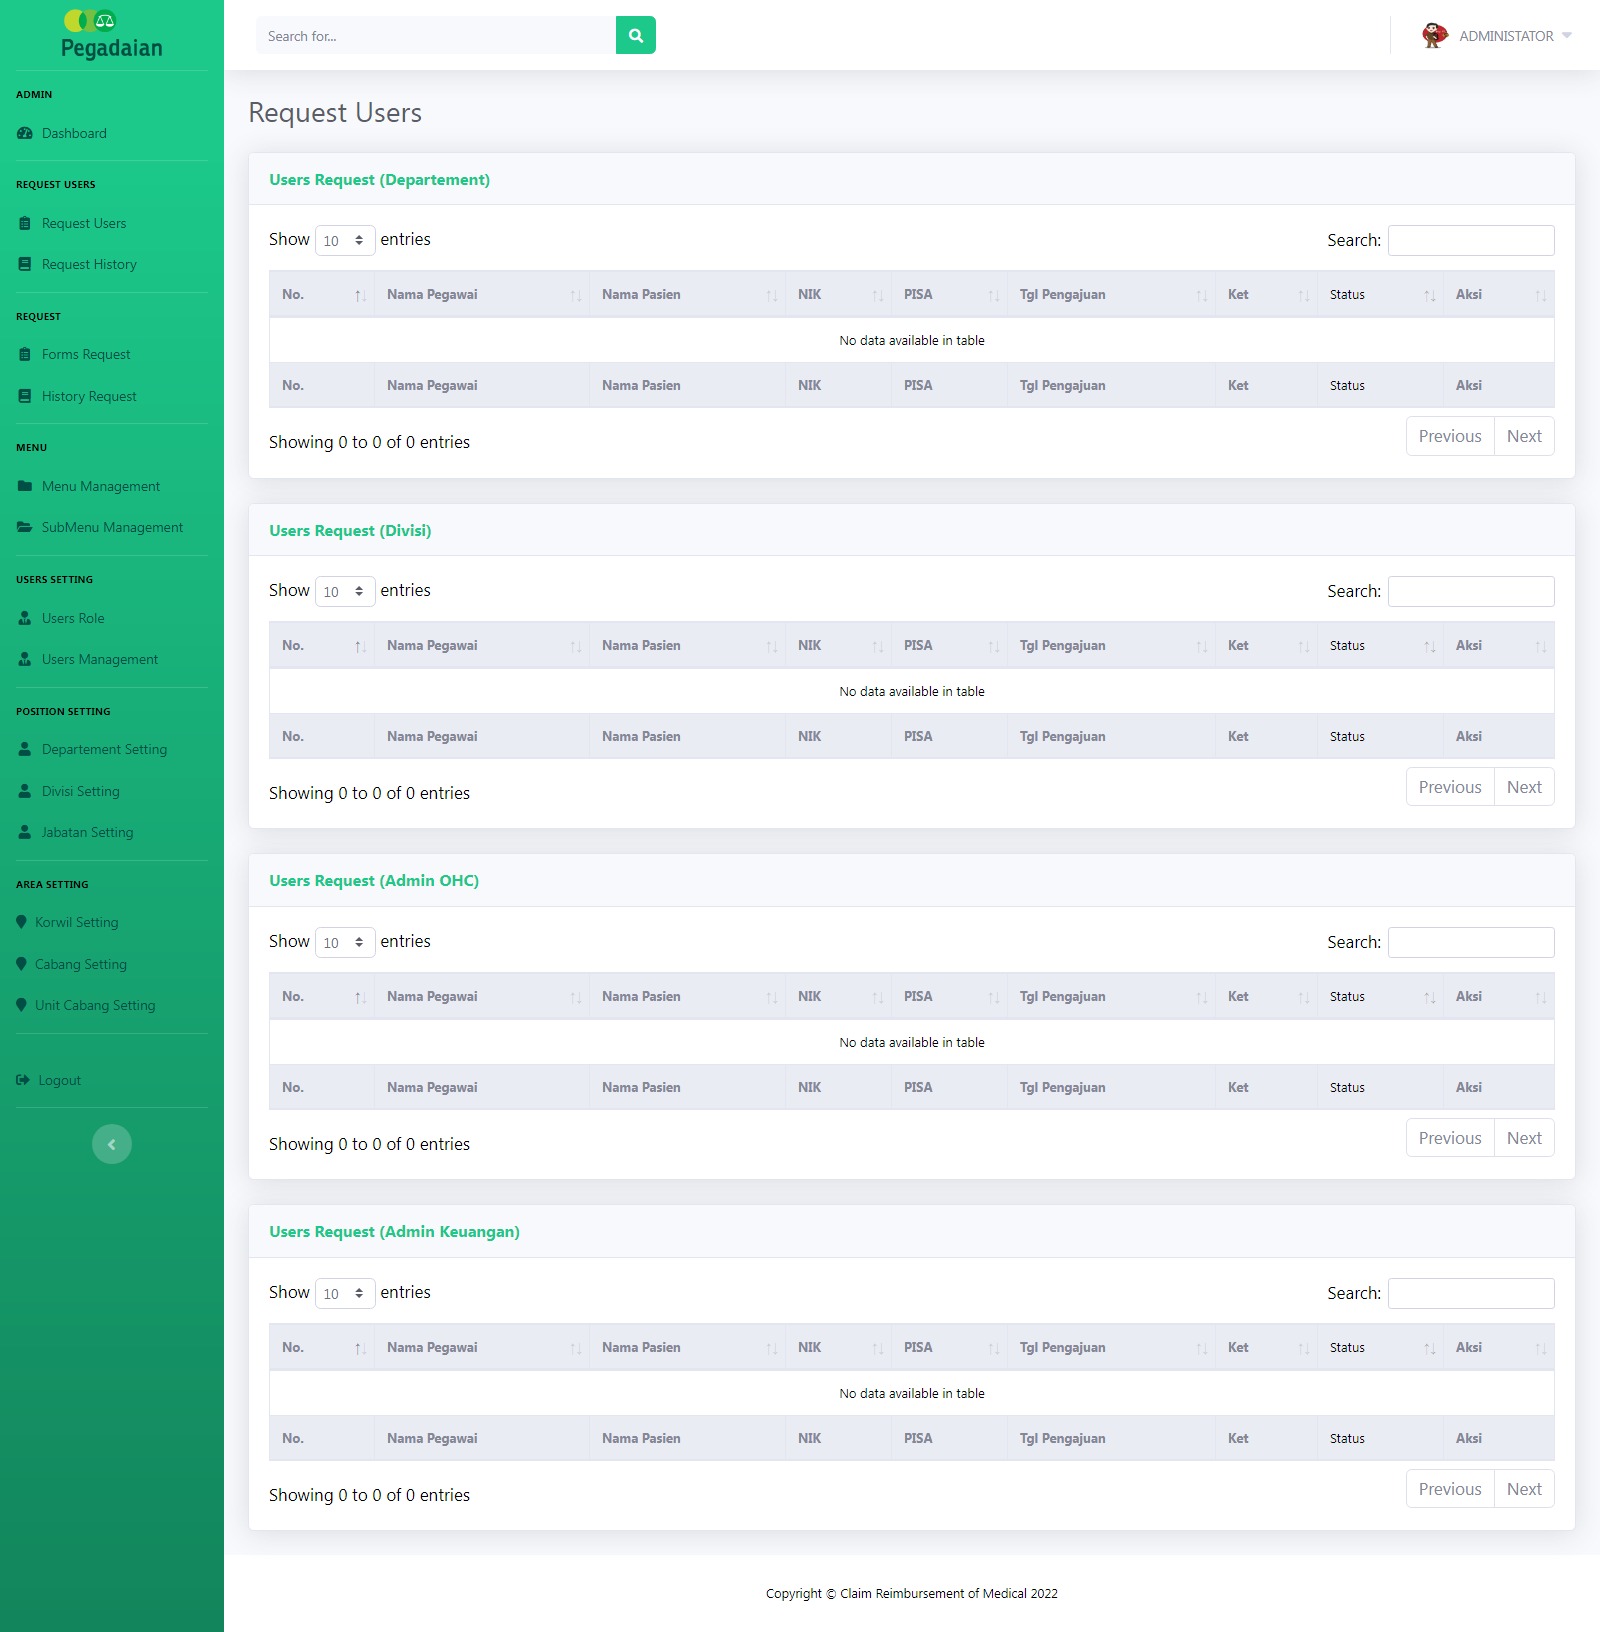 Pegadaian
ADMIN
Dashboard
REQUEST USERS
Request Users
Request History
REQUEST
Forms Request
History Request
MENU
Menu Management
SubMenu Management
USERS SETTING
Users Role
Users Management
POSITION SETTING
Departement Setting
Divisi Setting
Jabatan Setting
AREA SETTING
Korwil Setting
Cabang Setting
Unit Cabang Setting
Logout
Search for...
ADMINISTATOR
Request Users
Users Request (Departement)
Show 10 entries Search:
No. Nama Pegawai Nama Pasien NIK PISA Tgl Pengajuan Ket Status Aksi
No data available in table
No. Nama Pegawai Nama Pasien NIK PISA Tgl Pengajuan Ket Status Aksi
Showing 0 to 0 of 0 entries Previous Next
Users Request (Divisi)
Show 10 entries Search:
No. Nama Pegawai Nama Pasien NIK PISA Tgl Pengajuan Ket Status Aksi
No data available in table
No. Nama Pegawai Nama Pasien NIK PISA Tgl Pengajuan Ket Status Aksi
Showing 0 to 0 of 0 entries Previous Next
Users Request (Admin OHC)
Show 10 entries Search:
No. Nama Pegawai Nama Pasien NIK PISA Tgl Pengajuan Ket Status Aksi
No data available in table
No. Nama Pegawai Nama Pasien NIK PISA Tgl Pengajuan Ket Status Aksi
Showing 0 to 0 of 0 entries Previous Next
Users Request (Admin Keuangan)
Show 10 entries Search:
No. Nama Pegawai Nama Pasien NIK PISA Tgl Pengajuan Ket Status Aksi
No data available in table
No. Nama Pegawai Nama Pasien NIK PISA Tgl Pengajuan Ket Status Aksi
Showing 0 to 0 of 0 entries Previous Next
Copyright © Claim Reimbursement of Medical 2022